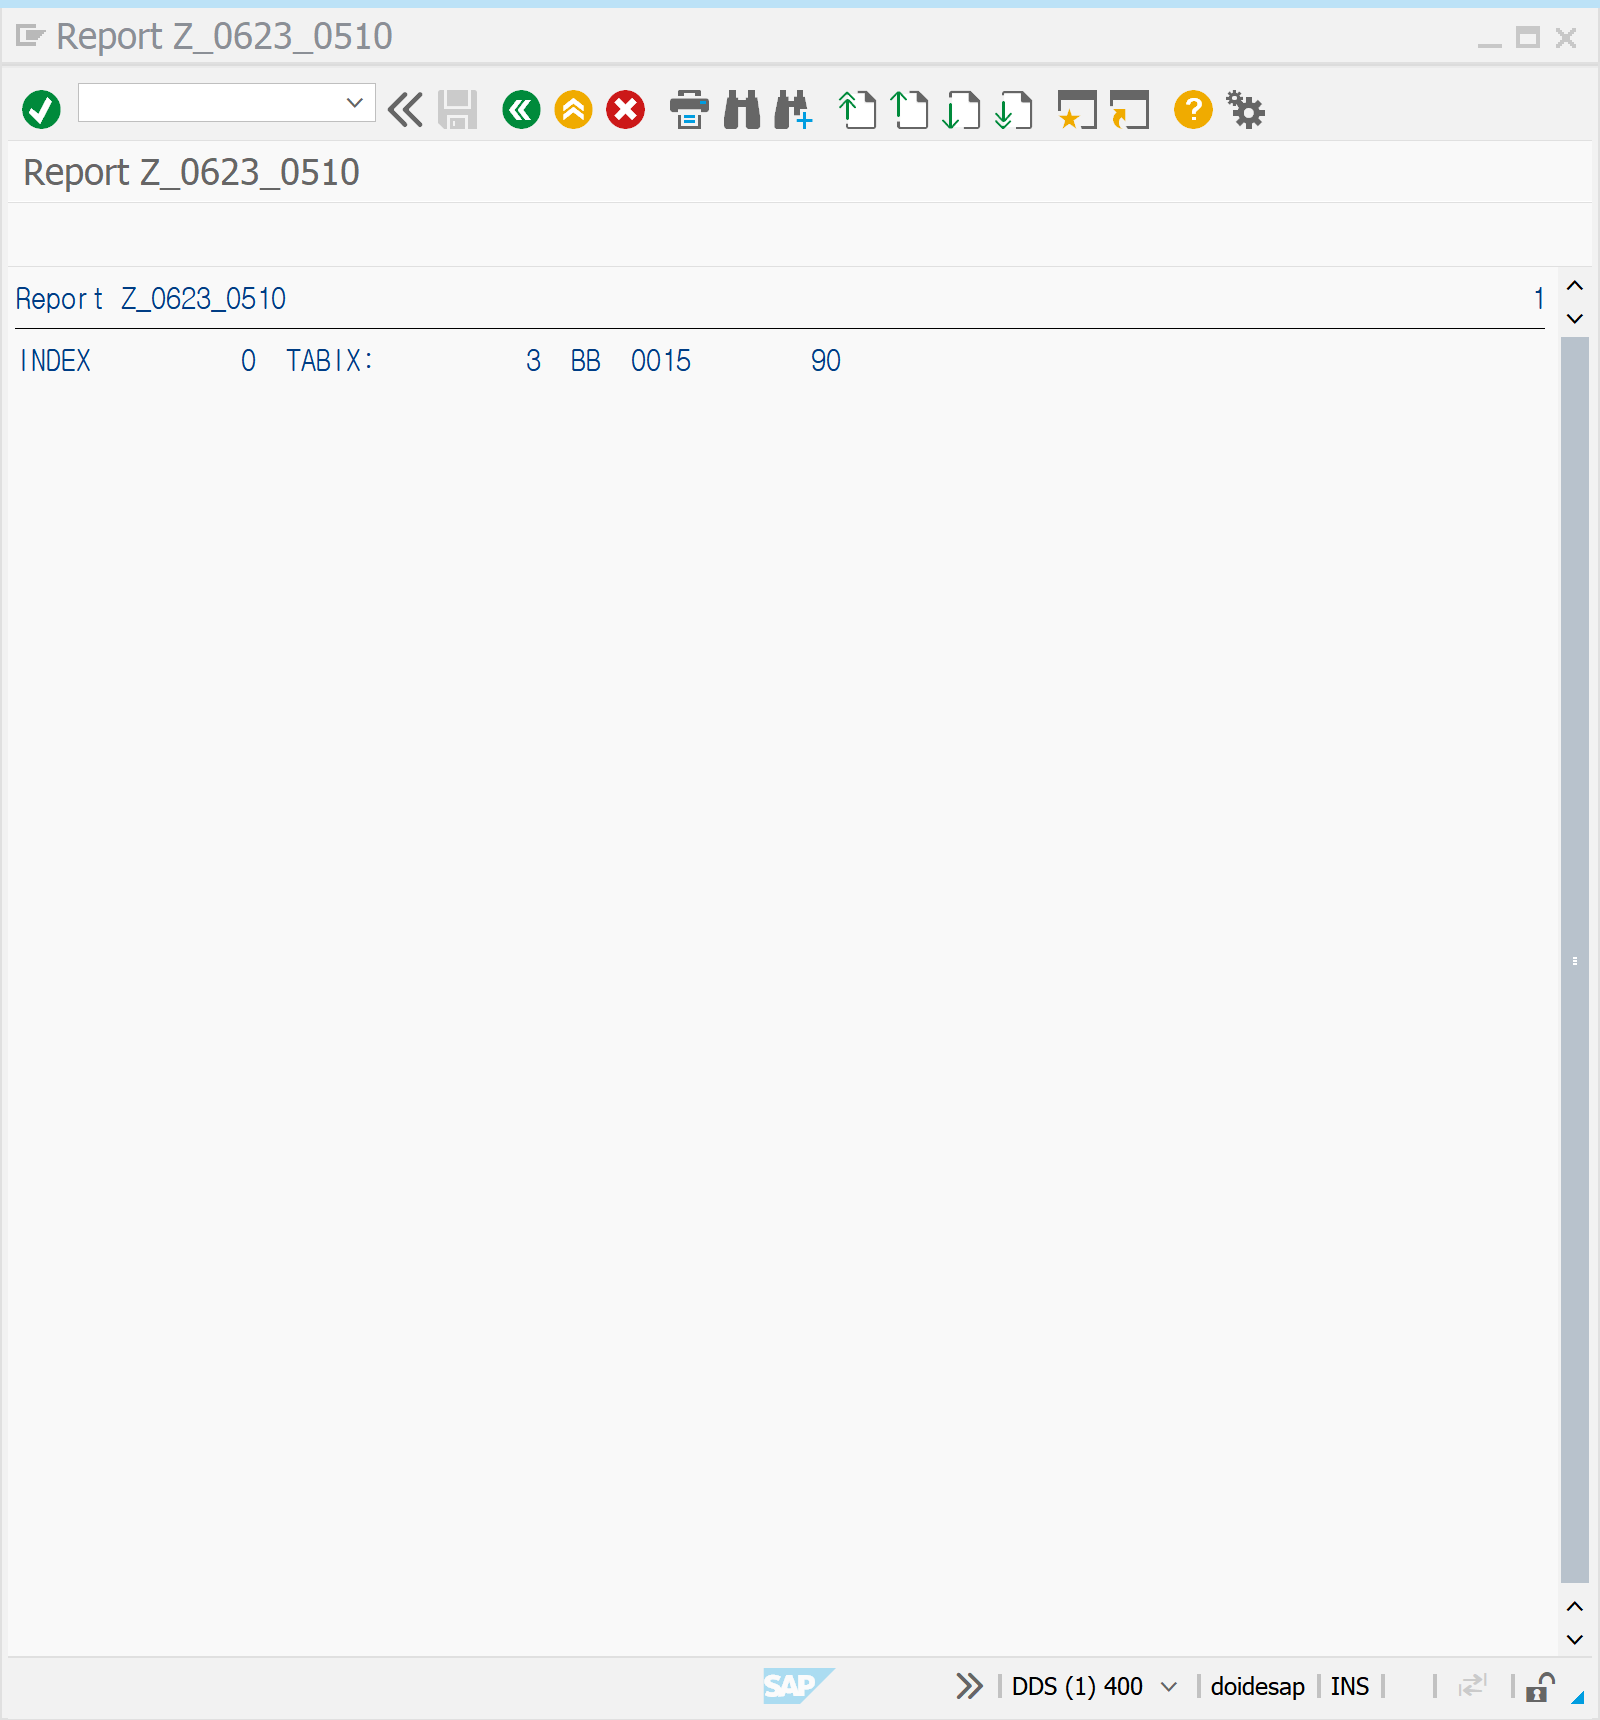 Report Z_0623_0510
Report Z_0623_0510
Report Z_0623_0510 1
INDEX 0 TABIX: 3 BB 0015 90
SAP DDS (1) 400 doidesap INS